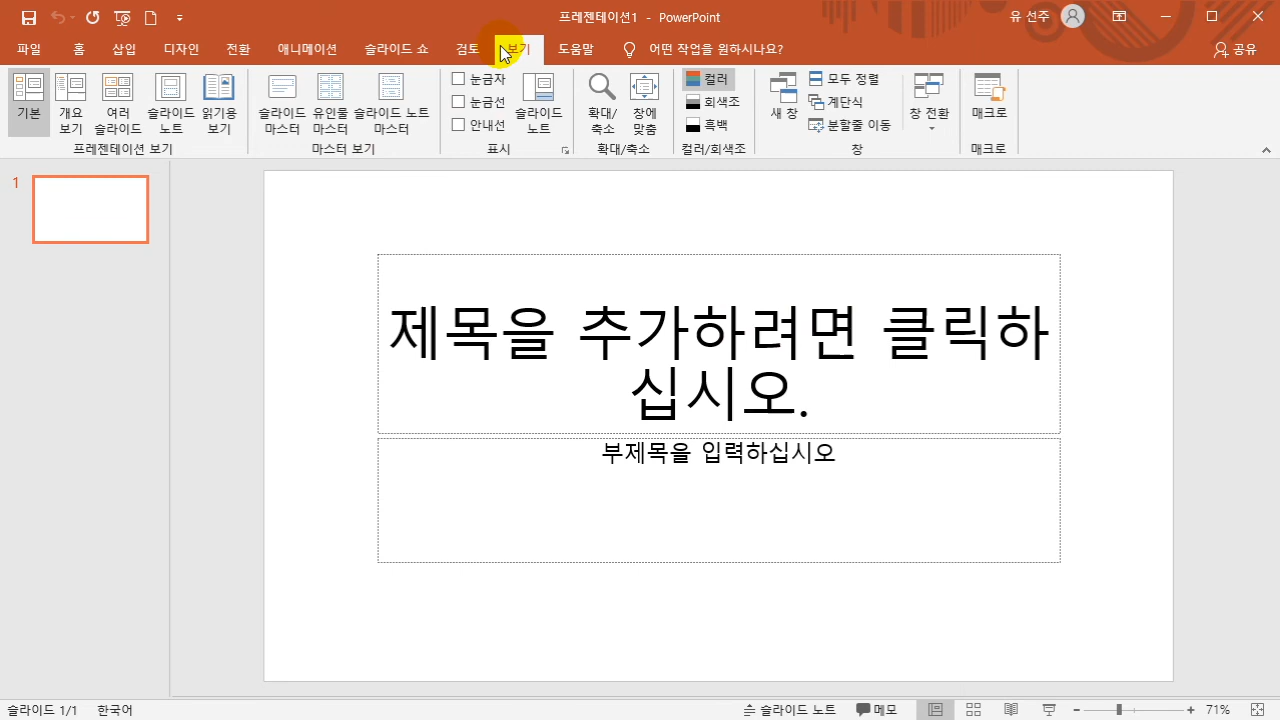 프레젠테이션1 - PowerPoint
유 선주
파일 홈 삽입 디자인 전환 애니메이션 슬라이드 쇼 검토 보기 도움말 어떤 작업을 원하시나요? 공유
기본
개요
보기
여러
슬라이드
슬라이드
노트
읽기용
보기
프레젠테이션 보기
슬라이드
마스터
유인물
마스터
슬라이드 노트
마스터
마스터 보기
눈금자
눈금선
안내선
슬라이드
노트
표시
확대/
축소
창에
맞춤
확대/축소
컬러
회색조
흑백
컬러/회색조
새 창
모두 정렬
계단식
분할줄 이동
창 전환
창
매크로
매크로
1
제목을 추가하려면 클릭하
십시오.
부제목을 입력하십시오
슬라이드 1/1 한국어 슬라이드 노트 메모 71%